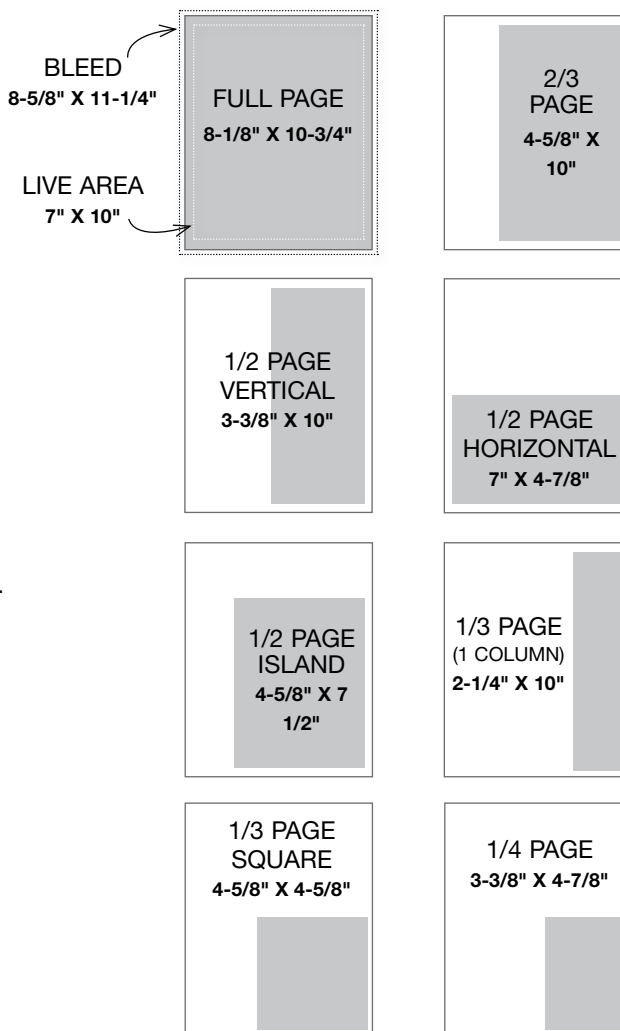 BLEED
8-5/8" X 11-1/4"
LIVE AREA
7" X 10"
FULL PAGE
8-1/8" X 10-3/4"
2/3
PAGE
4-5/8" X
10"
1/2 PAGE
VERTICAL
3-3/8" X 10"
1/2 PAGE
HORIZONTAL
7" X 4-7/8"
1/2 PAGE
ISLAND
4-5/8" X 7
1/2"
1/3 PAGE
(1 COLUMN)
2-1/4" X 10"
1/3 PAGE
SQUARE
4-5/8" X 4-5/8"
1/4 PAGE
3-3/8" X 4-7/8"